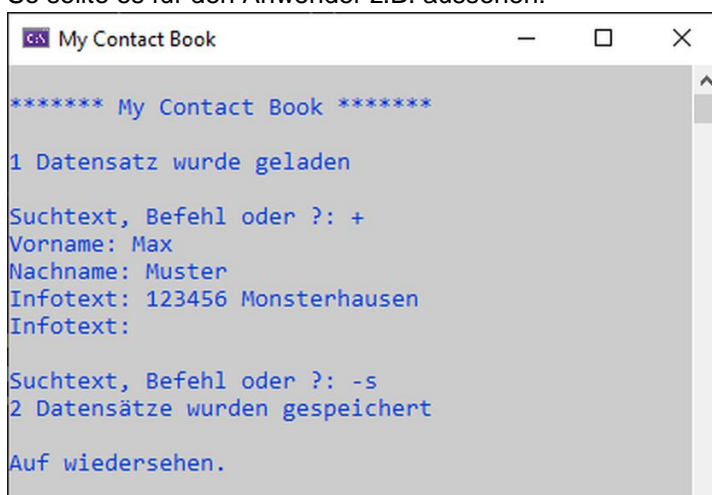 So sollte es für den Anwender z.B. aussehen:
My Contact Book
******* My Contact Book *******
1 Datensatz wurde geladen
Suchtext, Befehl oder ?: +
Vorname: Max
Nachname: Muster
Infotext: 123456 Monsterhausen
Infotext:
Suchtext, Befehl oder ?: -s
2 Datensätze wurden gespeichert
Auf wiedersehen.